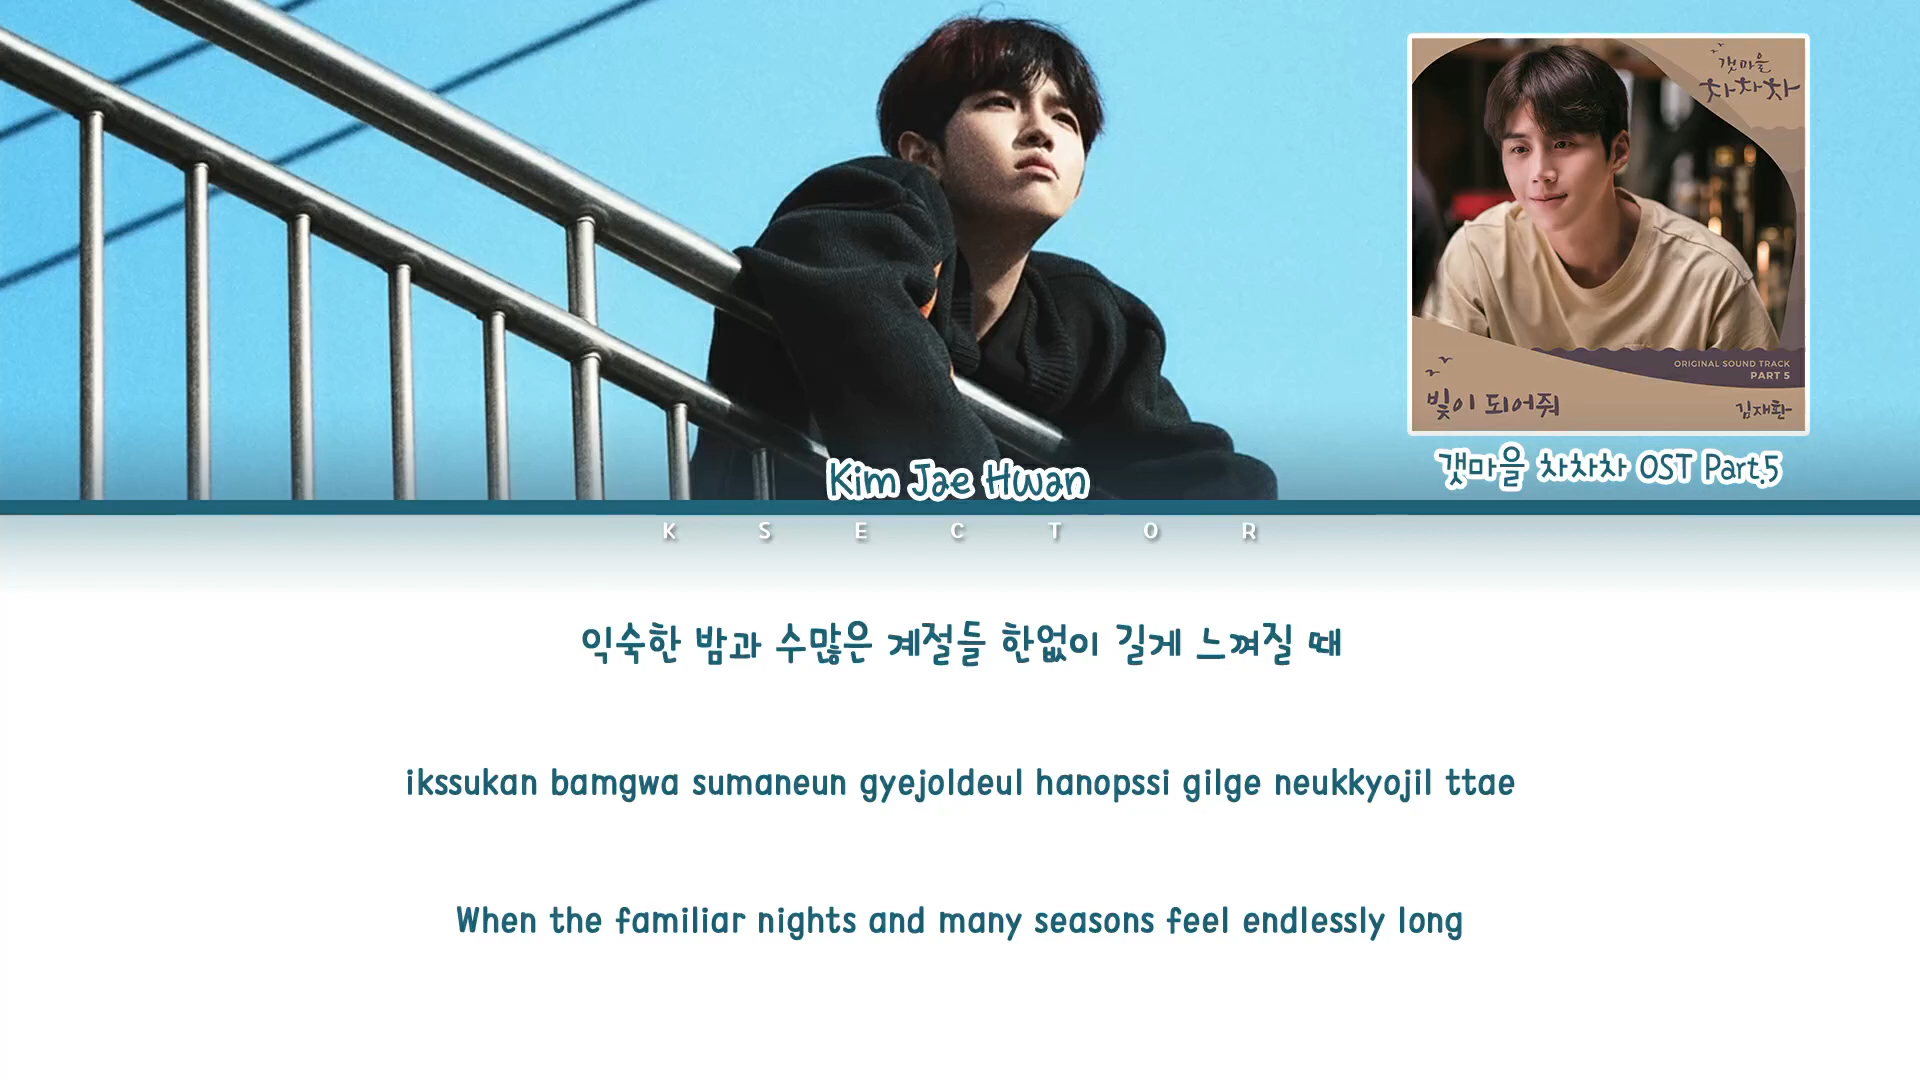 갯마을
차차차
ORIGINAL SOUND TRACK
PART 5
빛이 되어줘
김재환
갯마을 차차차 OST Part.5
Kim Jae Hwan
K S E C T O R
익숙한 밤과 수많은 계절들 한없이 길게 느껴질 때
ikssukan bamgwa sumaneun gyejoldeul hanopssi gilge neukkyojil ttae
When the familiar nights and many seasons feel endlessly long